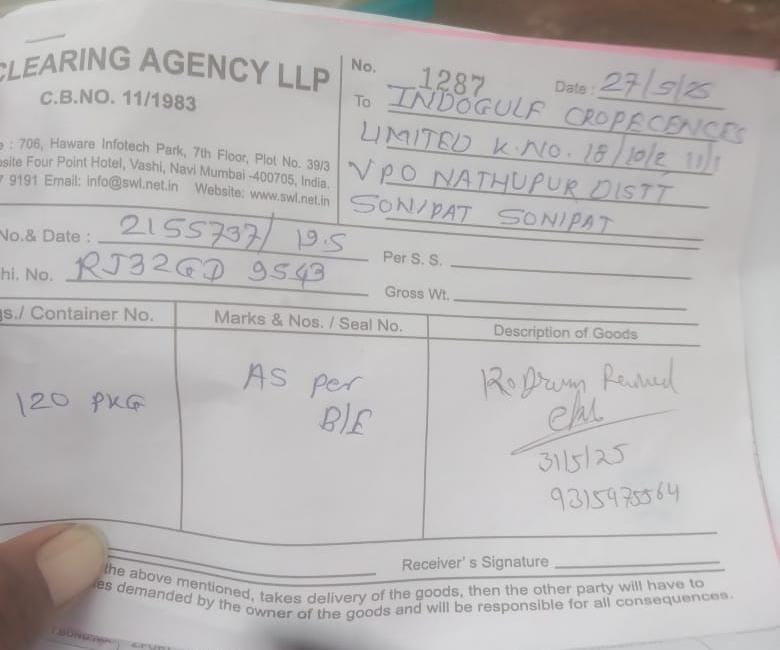 CLEARING AGENCY LLP
C.B.NO. 11/1983
: 706, Haware Infotech Park, 7th Floor, Plot No. 39/3
osite Four Point Hotel, Vashi, Navi Mumbai -400705, India.
7 9191 Email: info@swl.net.in Website: www.swl.net.in
No. 1287 Date: 27/5/25
To INDOGULF CROPECENCES
LIMITED K.NO. 18/10/2, 11/1
VPO NATHUPUR DISTT
SONIPAT SONIPAT
No.& Date : 2155737/ 19.5
hi. No. RJ32GD 9543
Per S. S.
Gross Wt.
gs./ Container No. Marks & Nos. / Seal No. Description of Goods
120 PKG
AS per
B/E
120 Drum
31/5/25
9315975564
Receiver's Signature
the above mentioned, takes delivery of the goods, then the other party will have to
es demanded by the owner of the goods and will be responsible for all consequences.